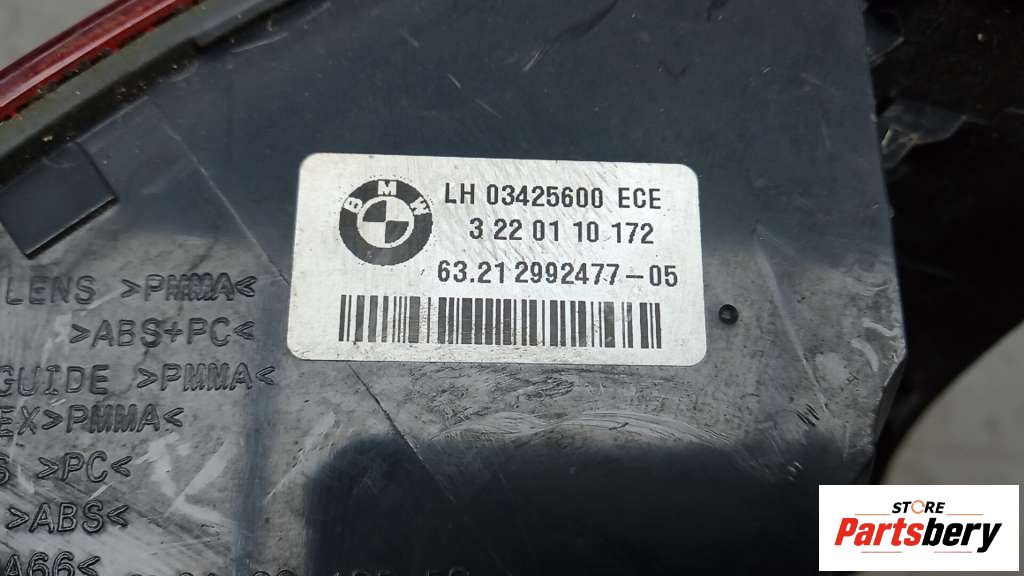 BMW
LH 03425600 ECE
3 22 01 10 172
63.21 2992477-05
LENS >PMMA<
>ABS+PC<
GUIDE >PMMA<
EX>PMMA<
>PC<
>ABS<
A66<
STORE
Partsbery